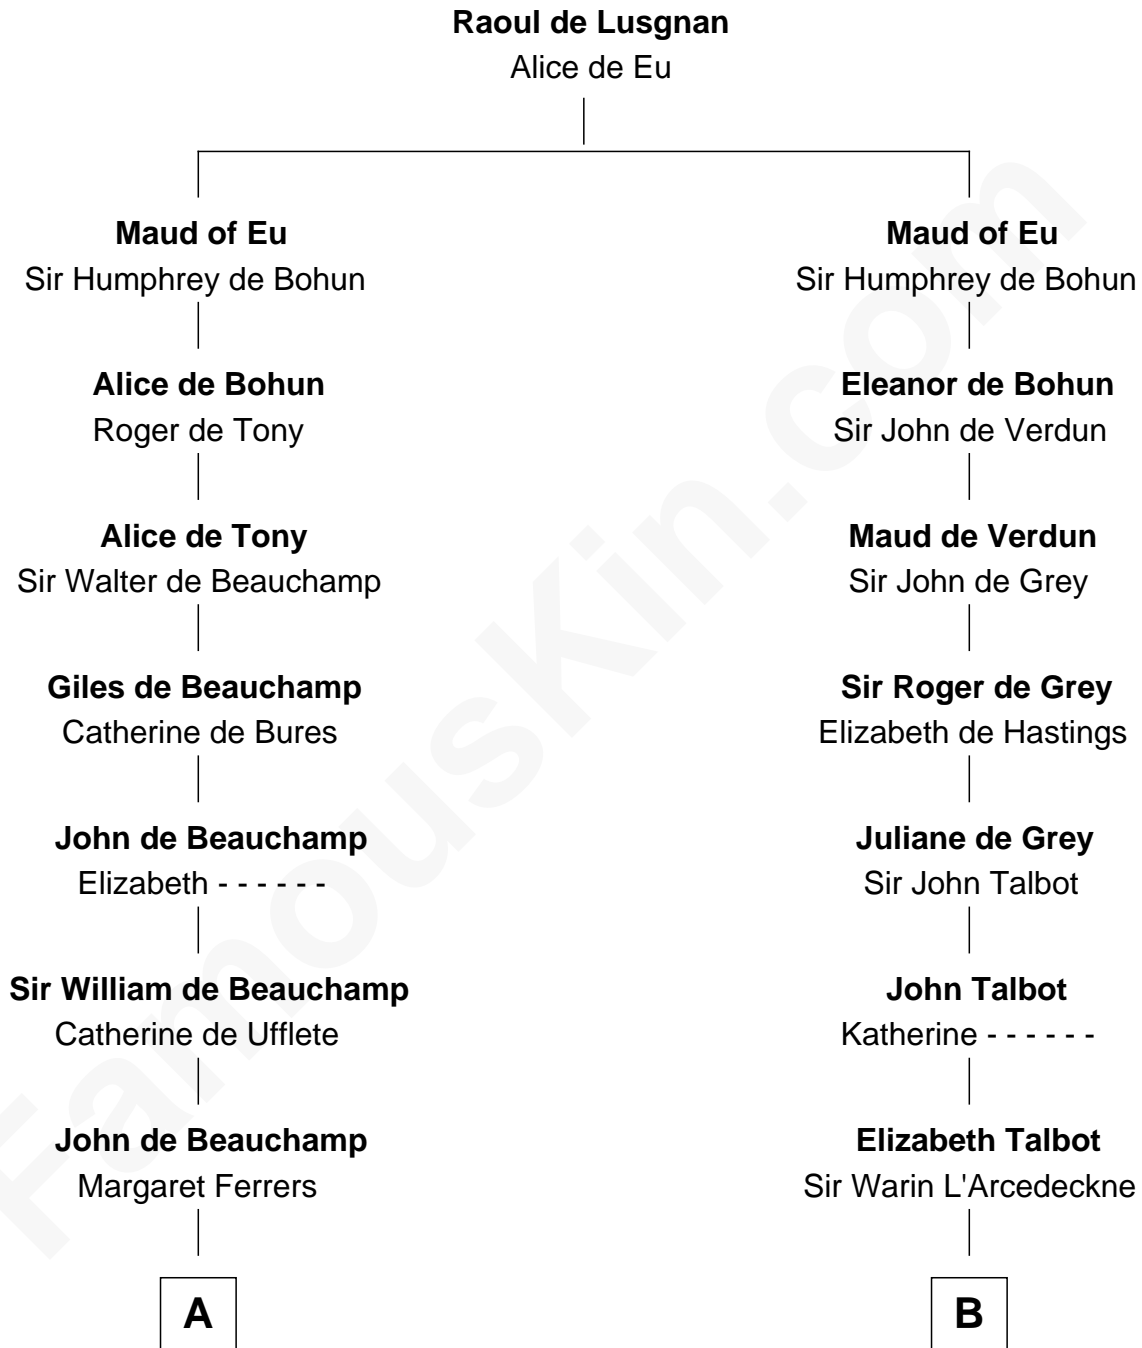 Raoul de Lusgnan
Alice de Eu
Maud of Eu
Sir Humphrey de Bohun
Maud of Eu
Sir Humphrey de Bohun
Alice de Bohun
Roger de Tony
Eleanor de Bohun
Sir John de Verdun
Alice de Tony
Sir Walter de Beauchamp
Maud de Verdun
Sir John de Grey
Giles de Beauchamp
Catherine de Bures
Sir Roger de Grey
Elizabeth de Hastings
John de Beauchamp
Elizabeth - - - - - -
Juliane de Grey
Sir John Talbot
Sir William de Beauchamp
Catherine de Ufflete
John Talbot
Katherine - - - - - -
John de Beauchamp
Margaret Ferrers
Elizabeth Talbot
Sir Warin L'Arcedeckne
A
B
FamousKin.com